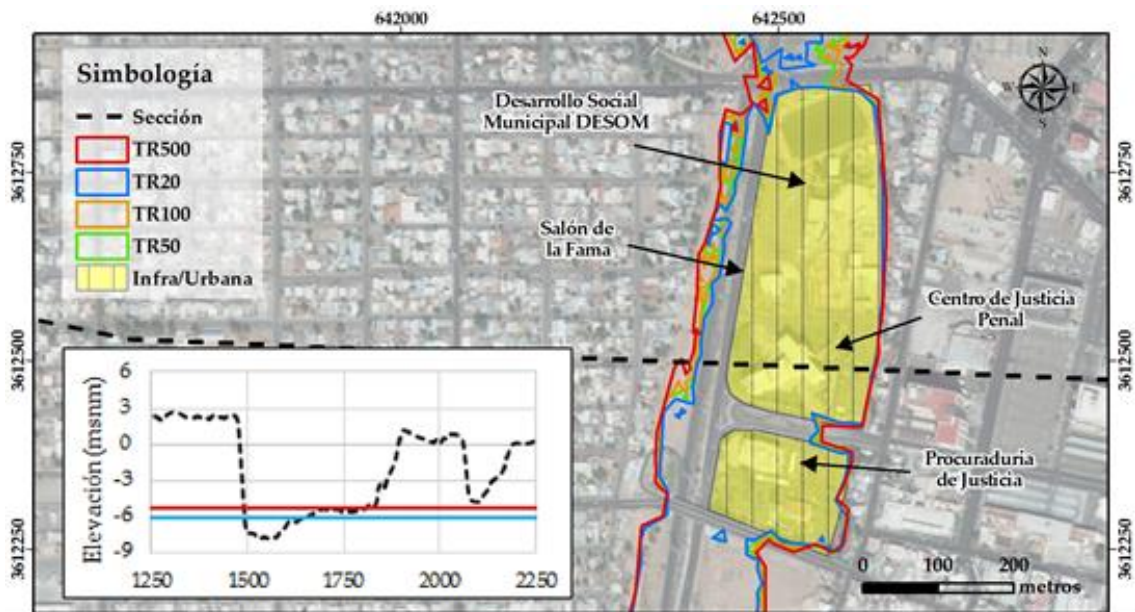 642000
642500
Simbología
Sección
TR500
TR20
TR100
TR50
Infra/Urbana
Desarrollo Social
Municipal DESOM
Salón de
la Fama
Centro de Justicia
Penal
Procuraduria
de Justicia
N
W
E
S
3612750
3612500
3612250
3612750
3612500
3612250
Elevación (msnm)
6
3
0
-3
-6
-9
1250
1500
1750
2000
2250
0
100
200
metros